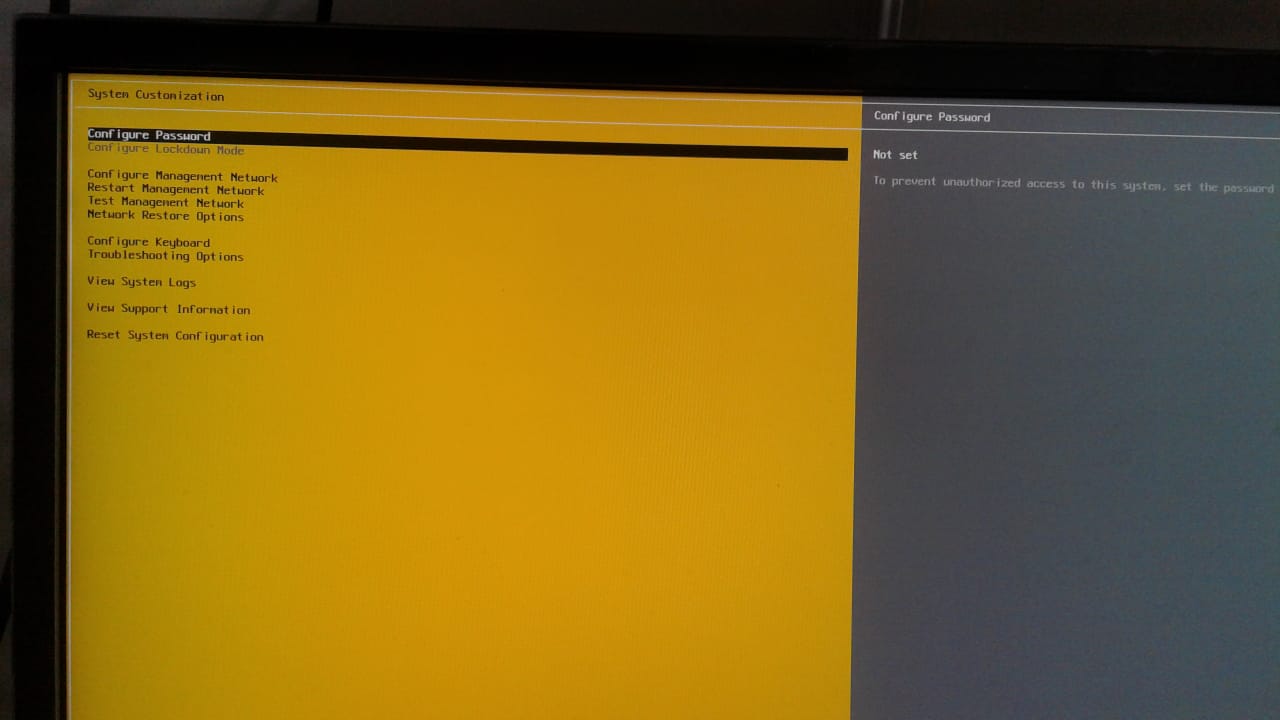 System Customization
Configure Password
Configure Lockdown Mode
Configure Management Network
Restart Management Network
Test Management Network
Network Restore Options
Configure Keyboard
Troubleshooting Options
View System Logs
View Support Information
Reset System Configuration
Configure Password
Not set
To prevent unauthorized access to this system, set the password